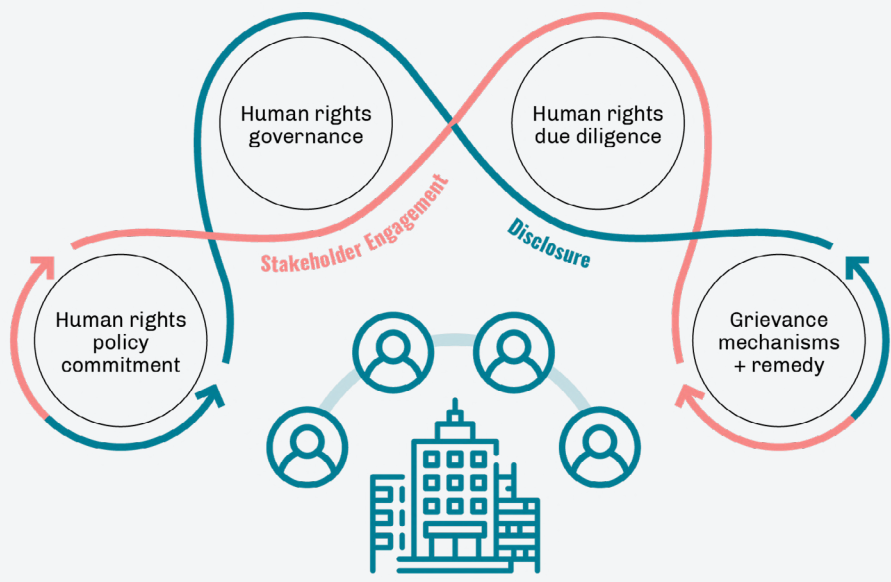 Human rights
governance
Human rights
due diligence
Stakeholder Engagement
Disclosure
Human rights
policy
commitment
Grievance
mechanisms
+ remedy